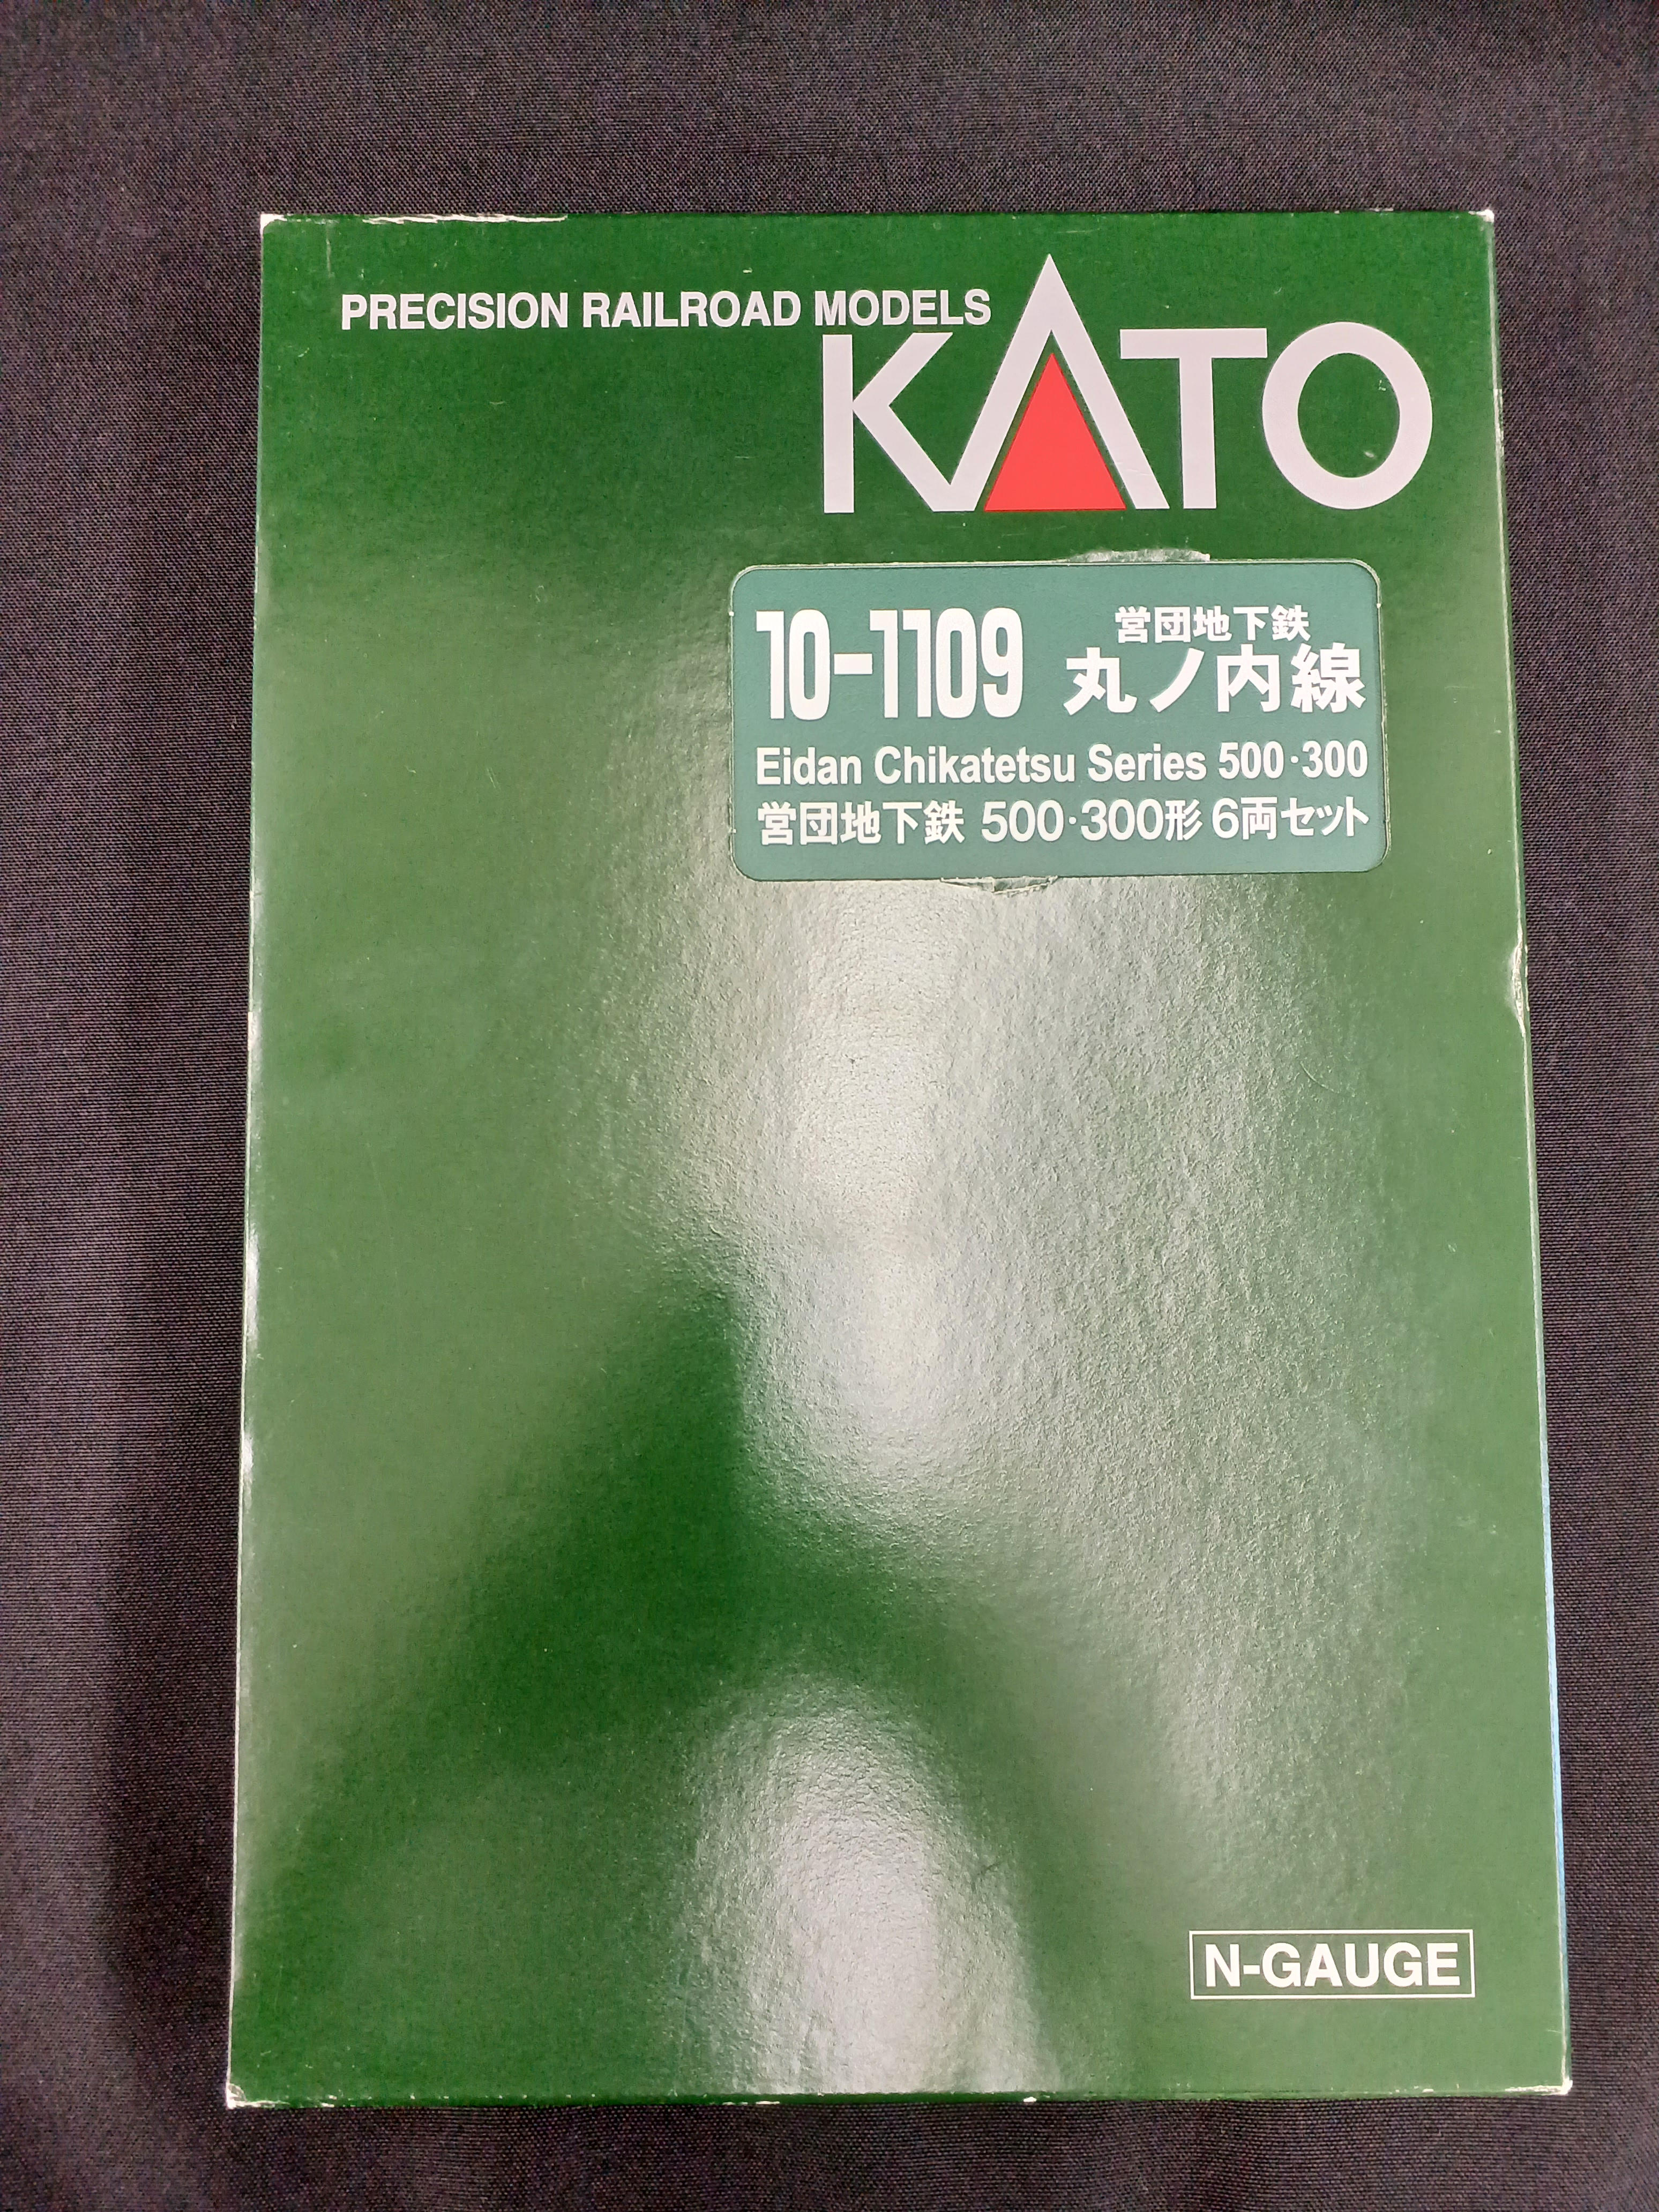 PRECISION RAILROAD MODELS
KATO
営団地下鉄
10-1109 丸ノ内線
Eidan Chikatetsu Series 500·300
営団地下鉄 500·300形 6両セット
N-GAUGE